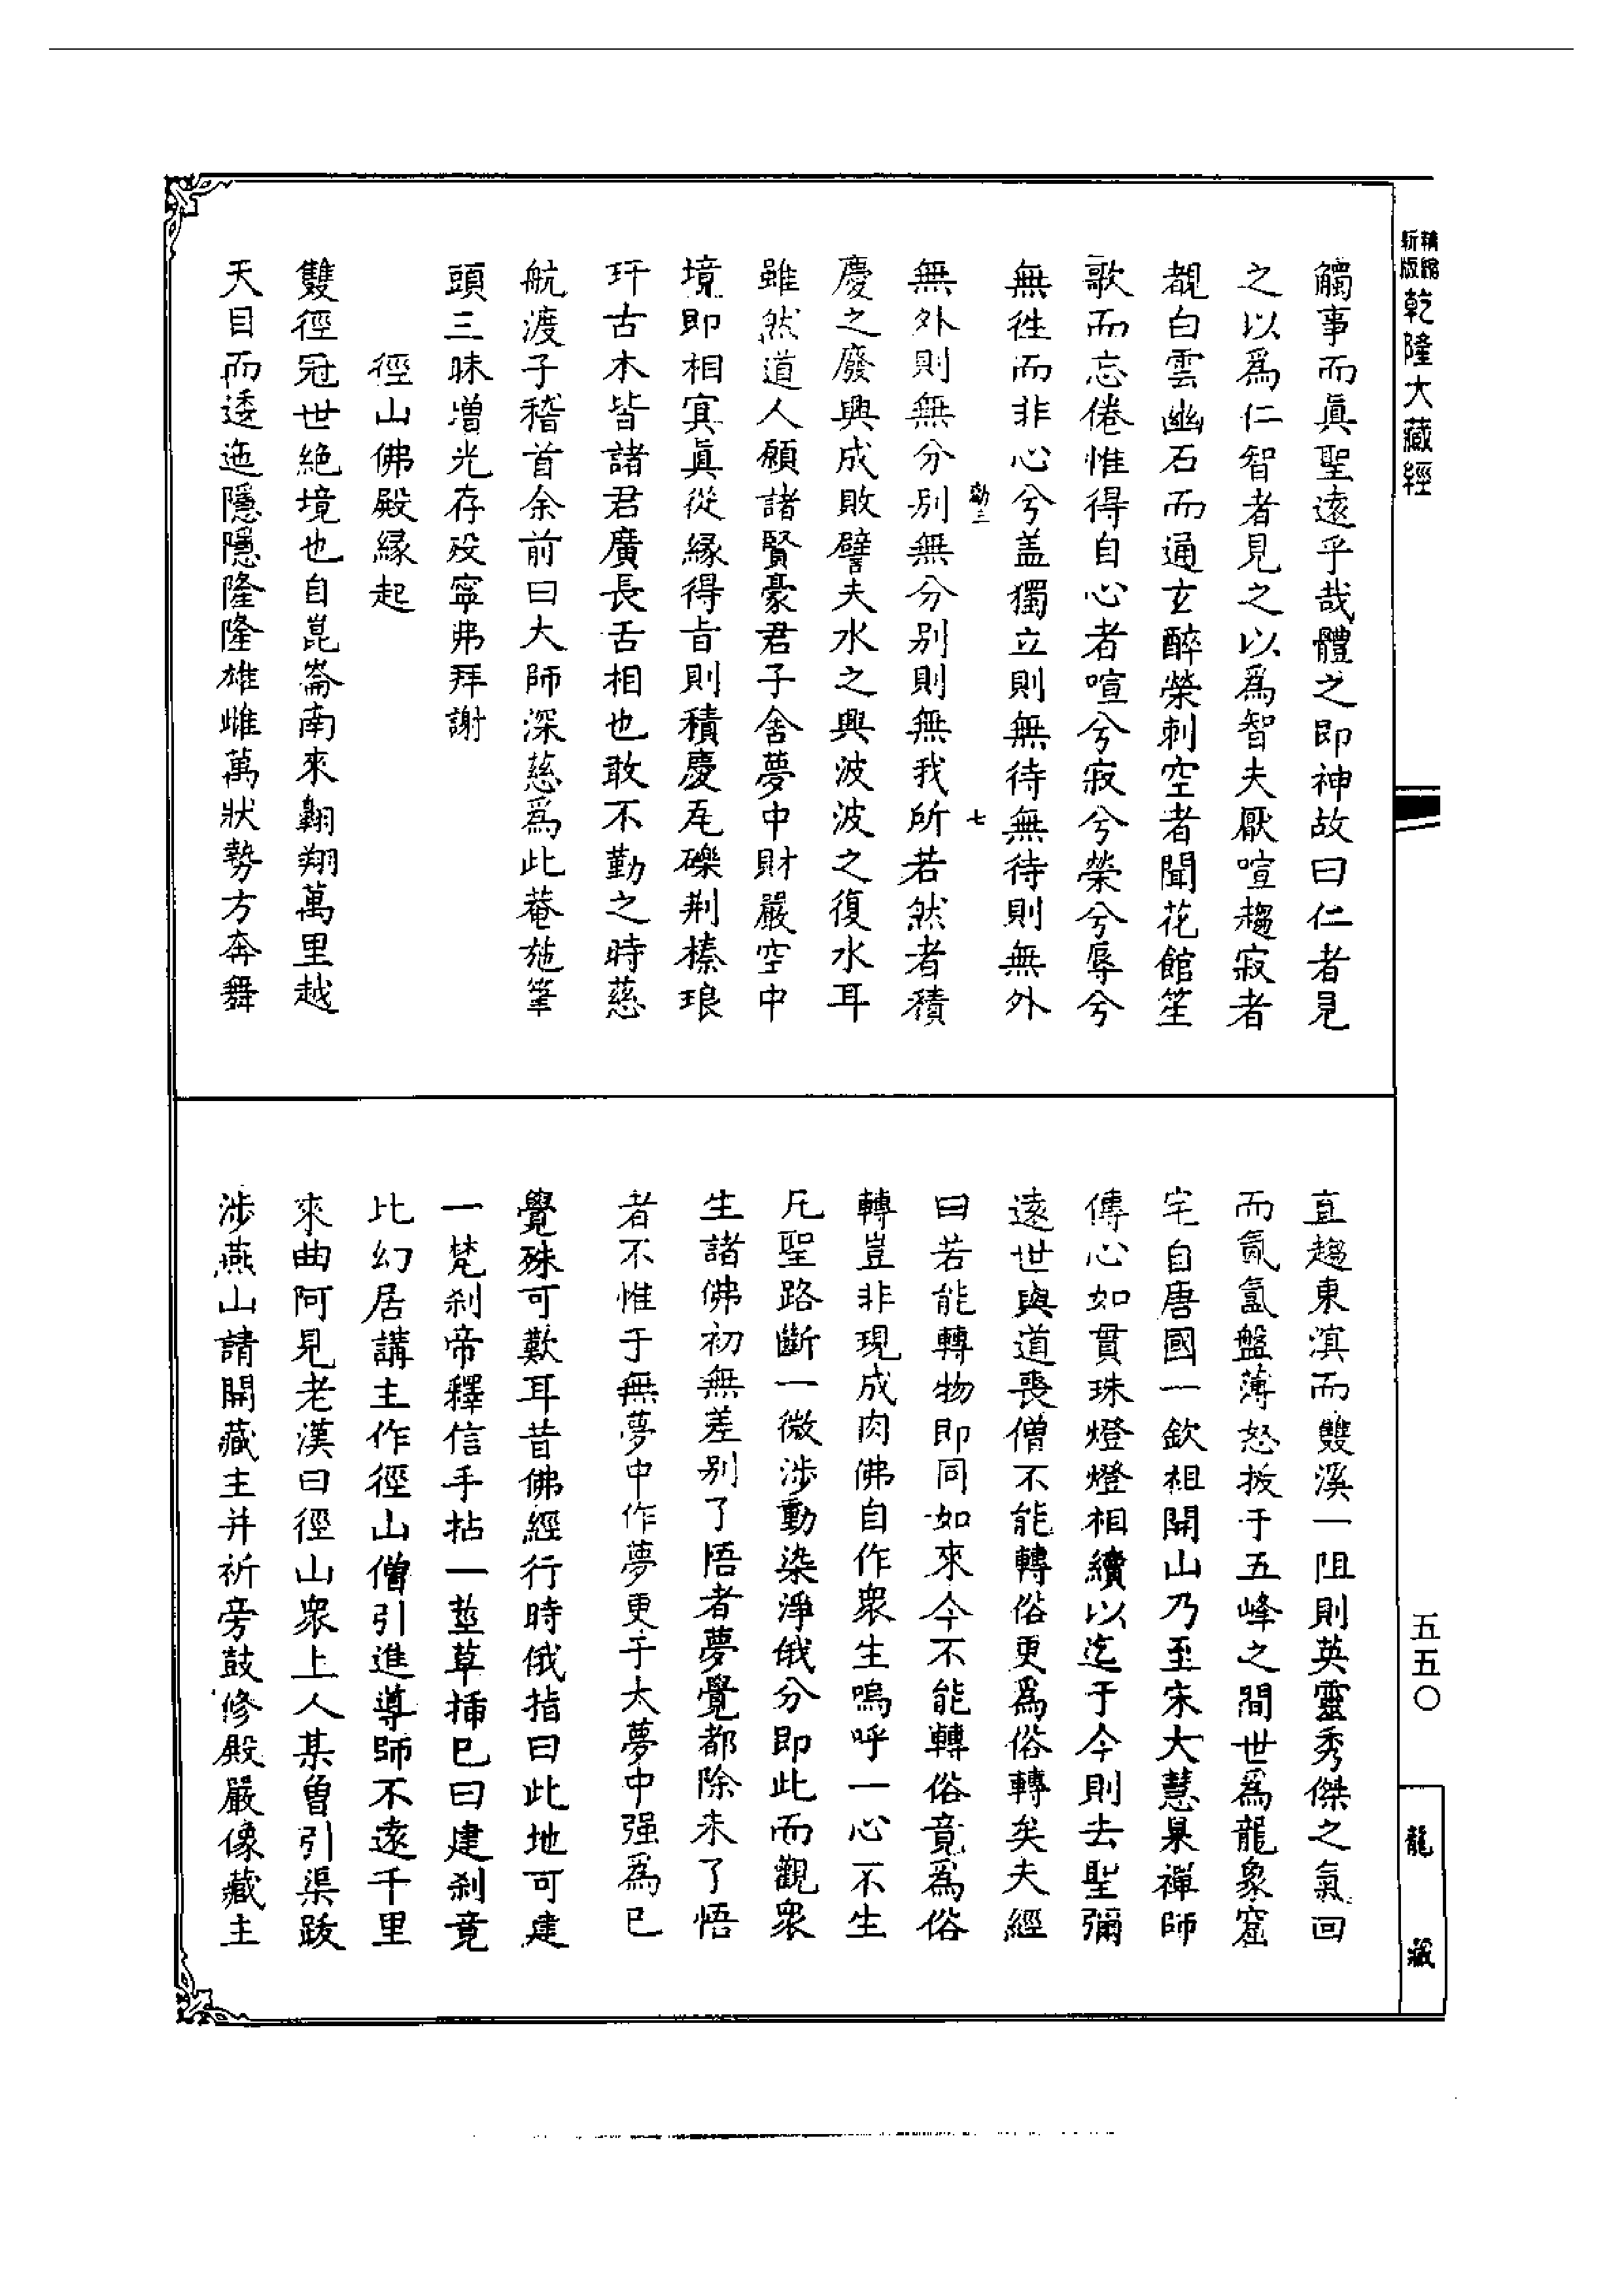 精縮新版乾隆大藏經
觸事而眞聖遠乎哉體之即神故曰仁者見
之以爲仁智者見之以爲智夫厭喧趨寂者
覩白雲幽石而通玄醉榮刺空者聞花館笙
歌而忘倦惟得自心者喧兮寂兮榮兮辱兮
無徃而非心兮盖獨立則無待無待則無外
勤三
七
無外則無分別無分別則無我所若然者積
慶之廢興成敗譬夫水之興波波之復水耳
雖然道人願諸賢豪君子舍夢中財嚴空中
境即相寘眞從緣得旨則積慶瓦礫荆榛琅
玕古木皆諸君廣長舌相也敢不勤之時慈
航渡子稽首余前曰大師深慈爲此菴施筆
頭三昧增光存歿寧弗拜謝
徑山佛殿緣起
雙徑冠世絕境也自崑崙南來翱翔萬里越
天目而逶迤隱隱隆隆雄雌萬狀勢方奔舞
直趨東滇而雙溪一阻則英靈秀傑之氣回
而氤氳盤薄怒拔于五峰之間世爲龍象窟
宅自唐國一欽祖開山乃至宋大慧杲禪師
傳心如貫珠燈燈相續以迄于今則去聖彌
遠世與道喪僧不能轉俗更爲俗轉矣夫經
曰若能轉物即同如來今不能轉俗竟爲俗
轉豈非現成肉佛自作衆生嗚呼一心不生
凡聖路斷一微涉動染淨俄分即此而觀衆
生諸佛初無差別了悟者夢覺都除未了悟
者不惟于無夢中作夢更于大夢中强爲已
覺殊可歎耳昔佛經行時俄指曰此地可建
一梵刹帝釋信手拈一莖草揷已曰建刹竟
比幻居講主作徑山僧引進導師不遠千里
來曲阿見老漢曰徑山衆上人某曾引渠跋
涉燕山請開藏主并祈旁鼓修殿嚴像藏主
五五〇
龍藏